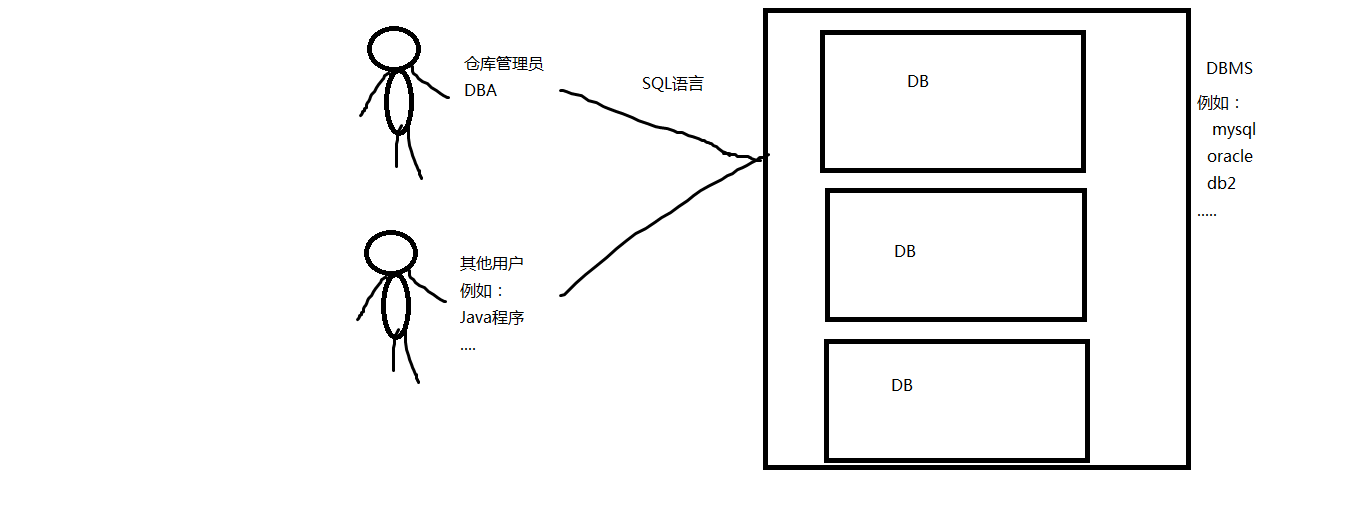 仓库管理员
DBA
SQL语言
其他用户
例如：
Java程序
....
DB
DB
DB
DBMS
例如：
mysql
oracle
db2
.....